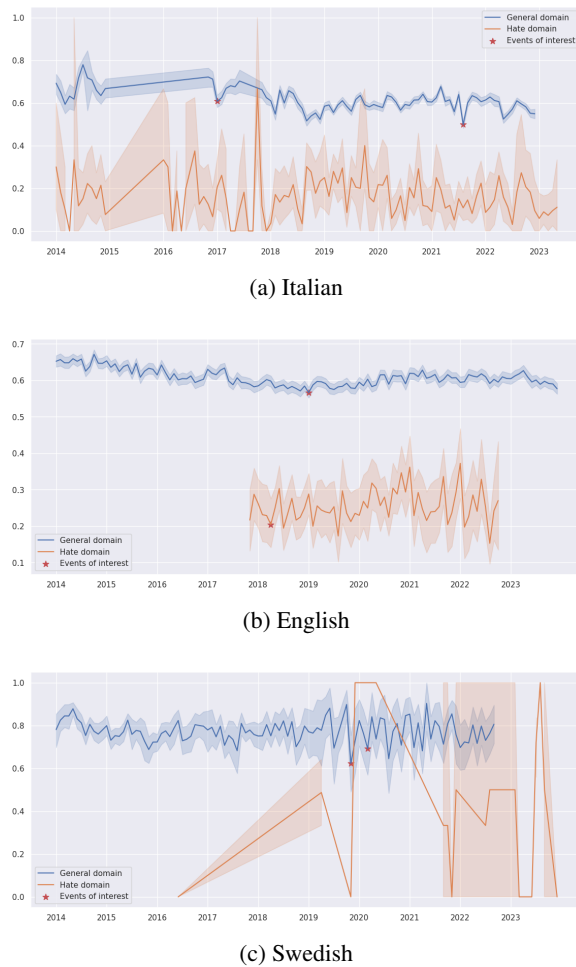 1.0
0.8
0.6
0.4
0.2
0.0
2014 2015 2016 2017 2018 2019 2020 2021 2022 2023
General domain
Hate domain
Events of interest
(a) Italian
0.7
0.6
0.5
0.4
0.3
0.2
0.1
General domain
Hate domain
Events of interest
2014 2015 2016 2017 2018 2019 2020 2021 2022 2023
(b) English
1.0
0.8
0.6
0.4
0.2
0.0
General domain
Hate domain
Events of interest
2014 2015 2016 2017 2018 2019 2020 2021 2022 2023
(c) Swedish